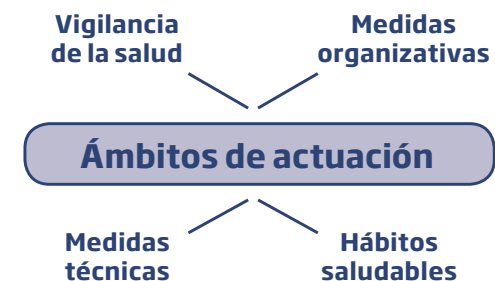 Vigilancia
de la salud
Medidas
organizativas
Ámbitos de actuación
Medidas
técnicas
Hábitos
saludables